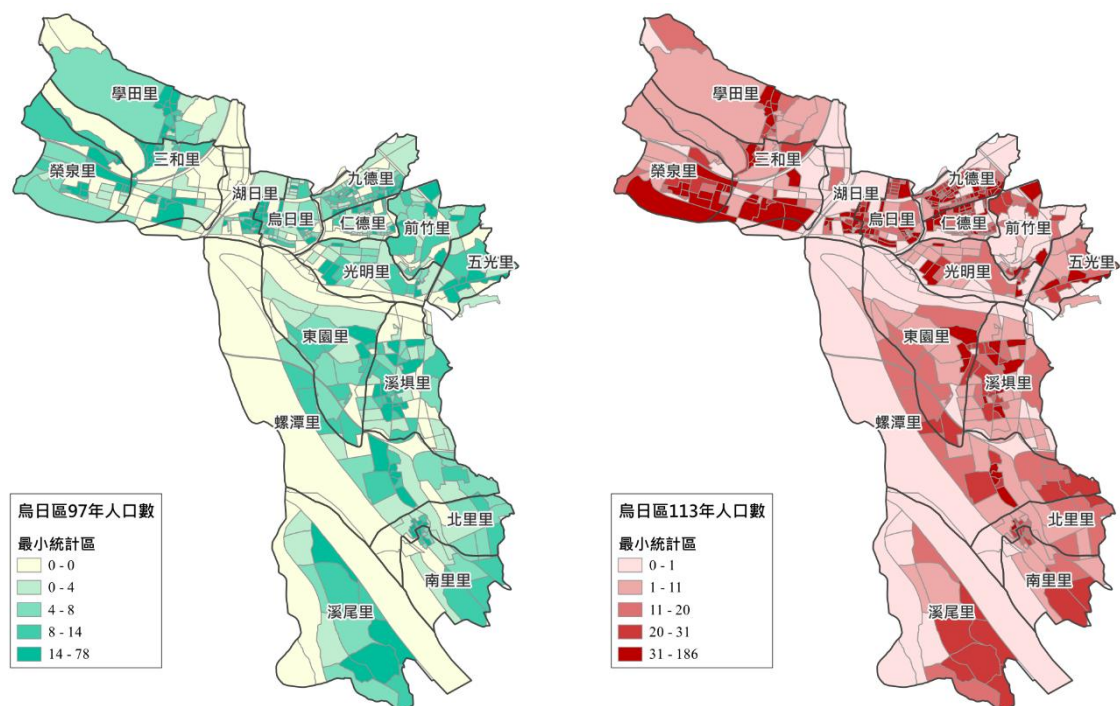 學田里
三和里
榮泉里
湖日里
烏日里
九德里
仁德里
前竹里
五光里
光明里
東園里
溪埧里
螺潭里
北里里
南里里
溪尾里
烏日區97年人口數
最小統計區
0 - 0
0 - 4
4 - 8
8 - 14
14 - 78
學田里
三和里
榮泉里
湖日里
烏日里
九德里
仁德里
前竹里
五光里
光明里
東園里
溪埧里
螺潭里
北里里
南里里
溪尾里
烏日區113年人口數
最小統計區
0 - 1
1 - 11
11 - 20
20 - 31
31 - 186